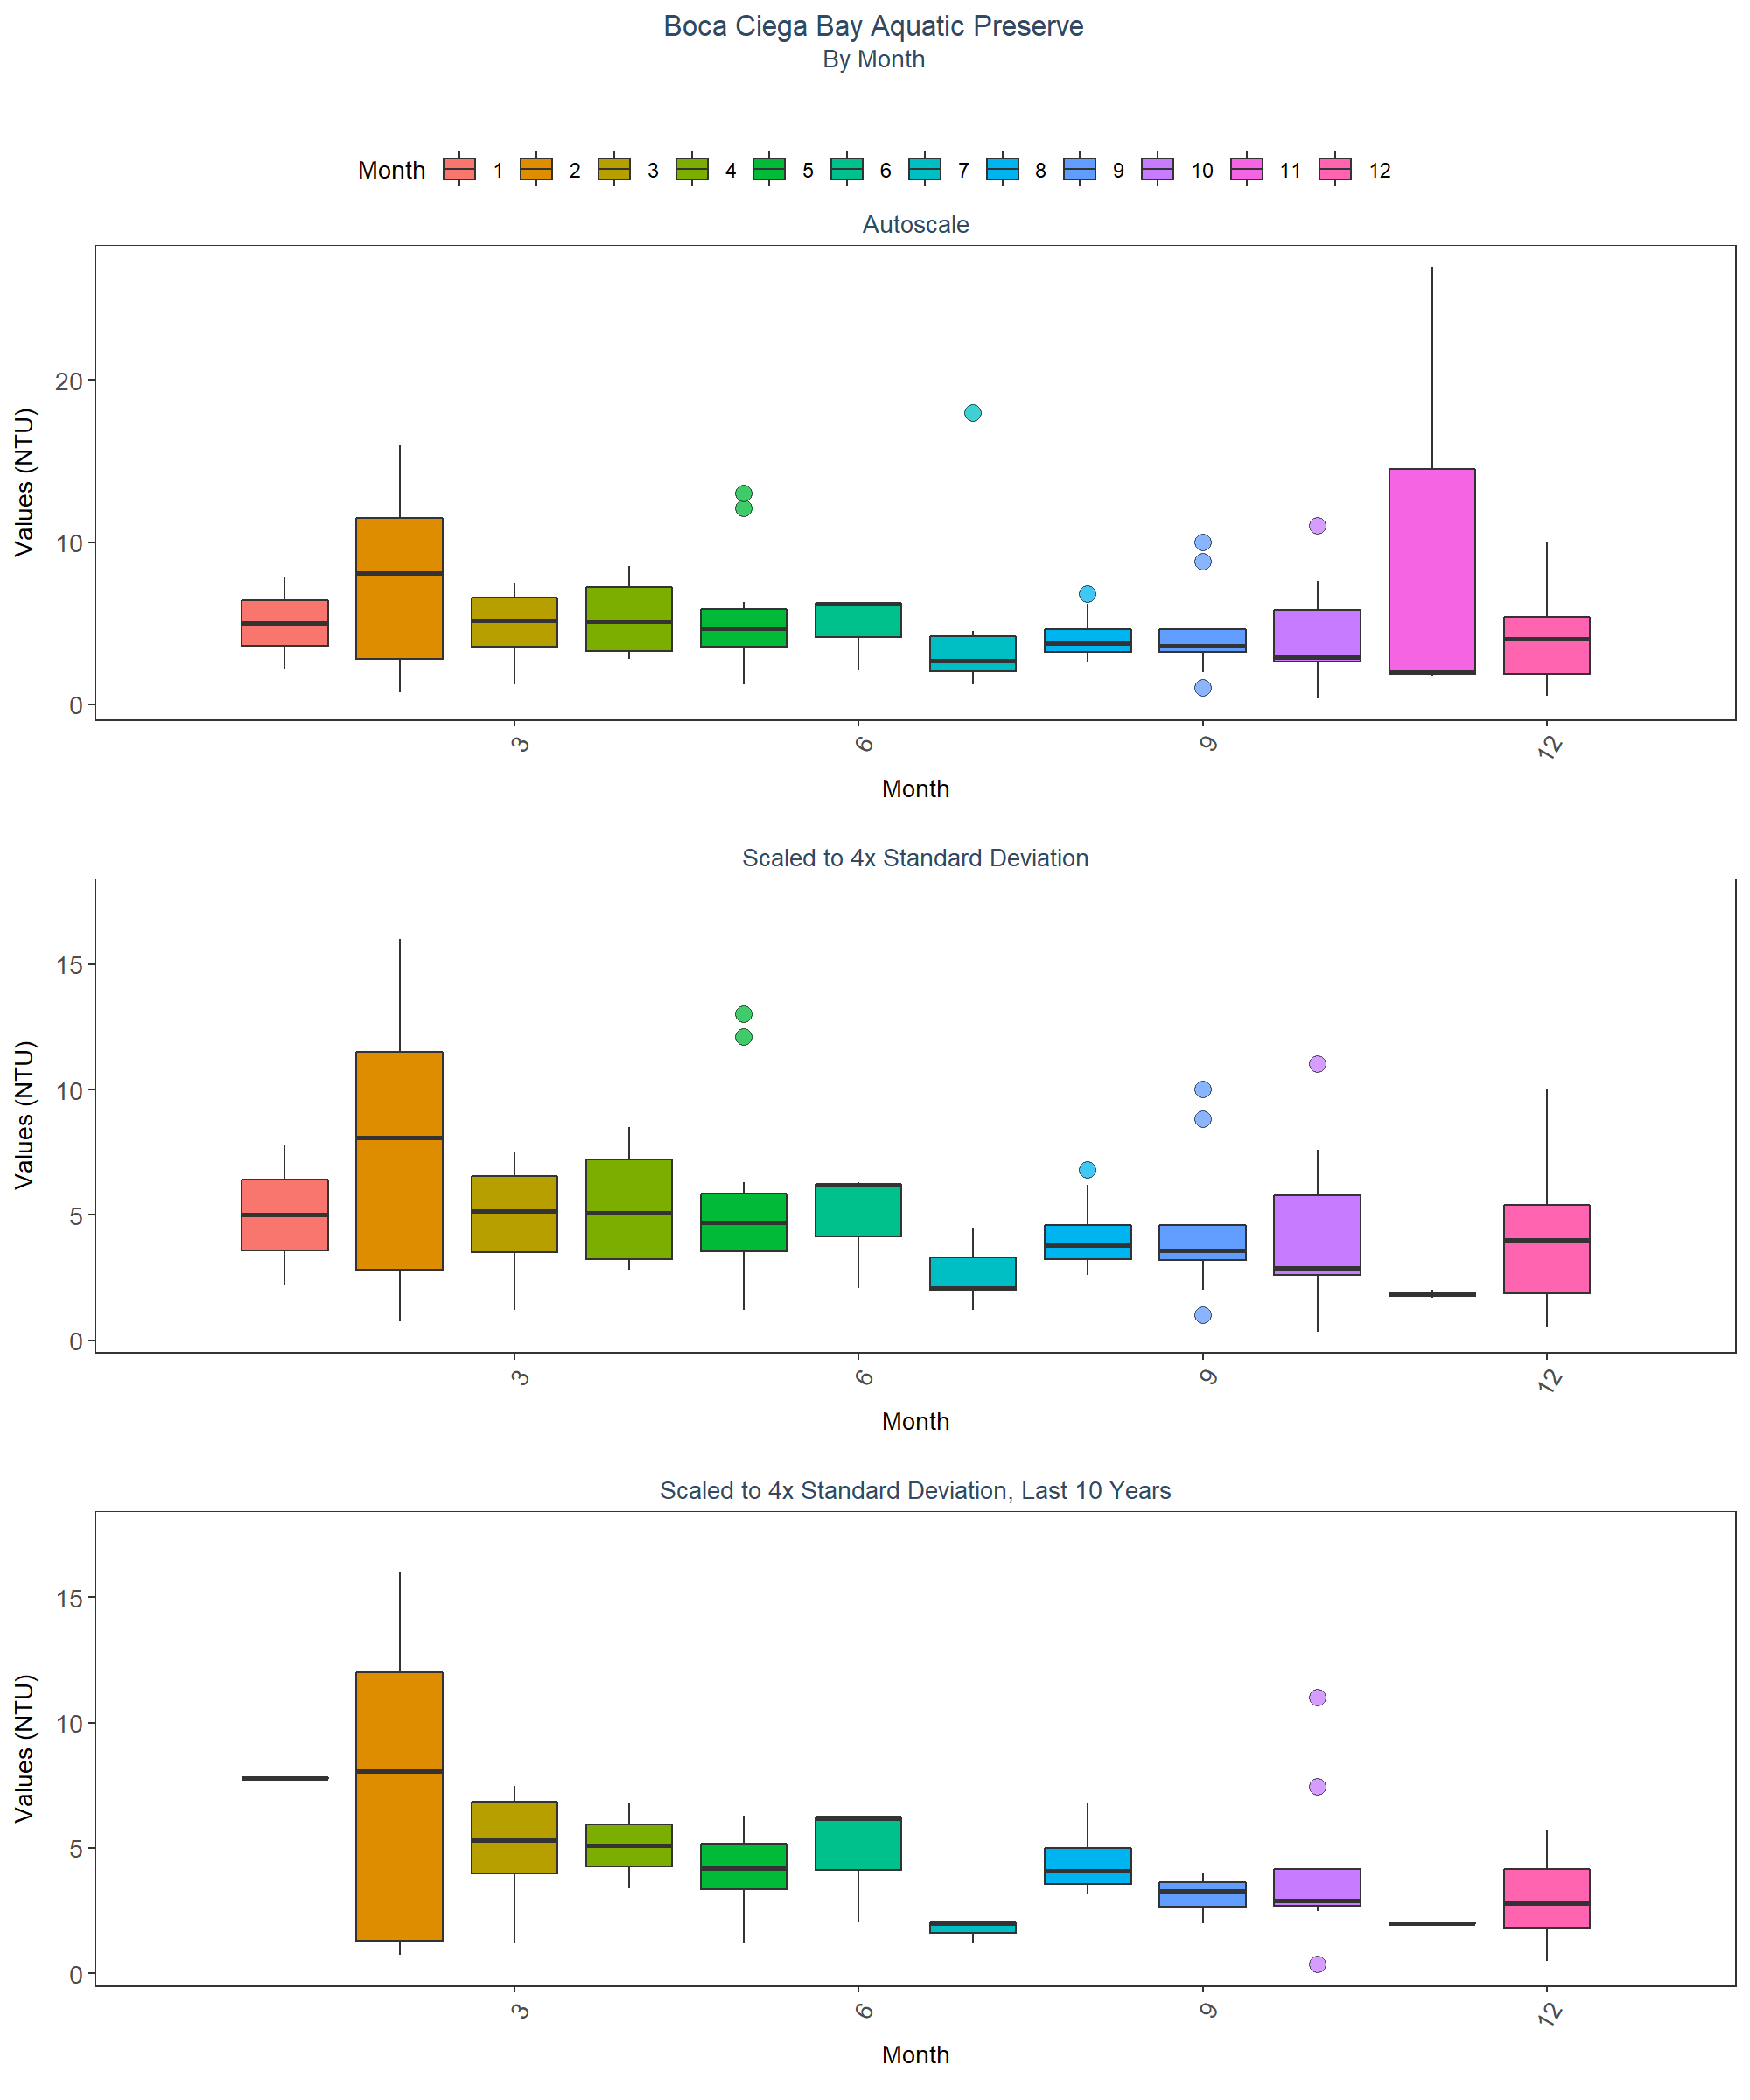 Boca Ciega Bay Aquatic Preserve
By Month
Month 1 2 3 4 5 6 7 8 9 10 11 12
Autoscale
Values (NTU)
20
10
0
3 6 9 12
Month
Scaled to 4x Standard Deviation
Values (NTU)
15
10
5
0
3 6 9 12
Month
Scaled to 4x Standard Deviation, Last 10 Years
Values (NTU)
15
10
5
0
3 6 9 12
Month